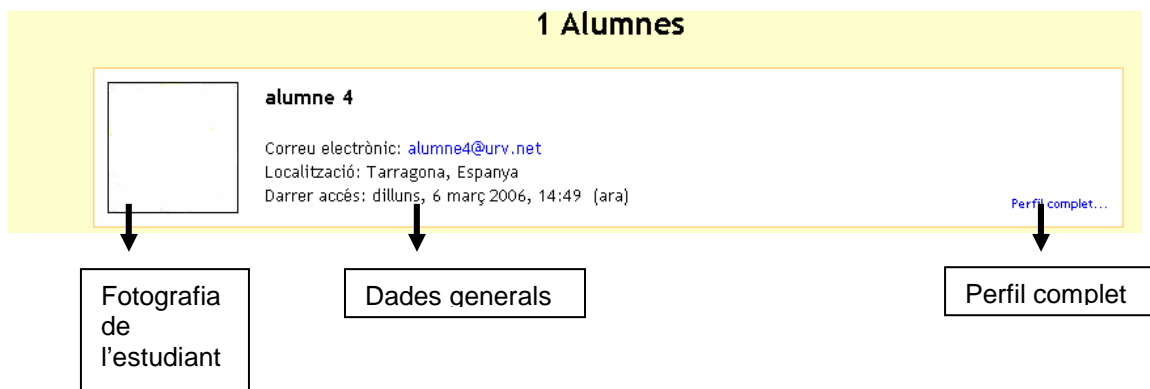 1 Alumnes
alumne 4
Correu electrònic: alumne4@urv.net
Localització: Tarragona, Espanya
Darrer accés: dilluns, 6 març 2006, 14:49 (ara)
Perfil complet...
Fotografia
de
l'estudiant
Dades generals
Perfil complet